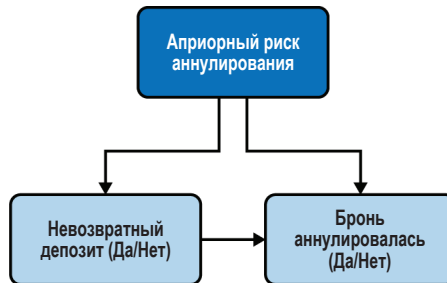 Априорный риск
аннулирования
Невозвратный
депозит (Да/Нет)
Бронь
аннулировалась
(Да/Нет)